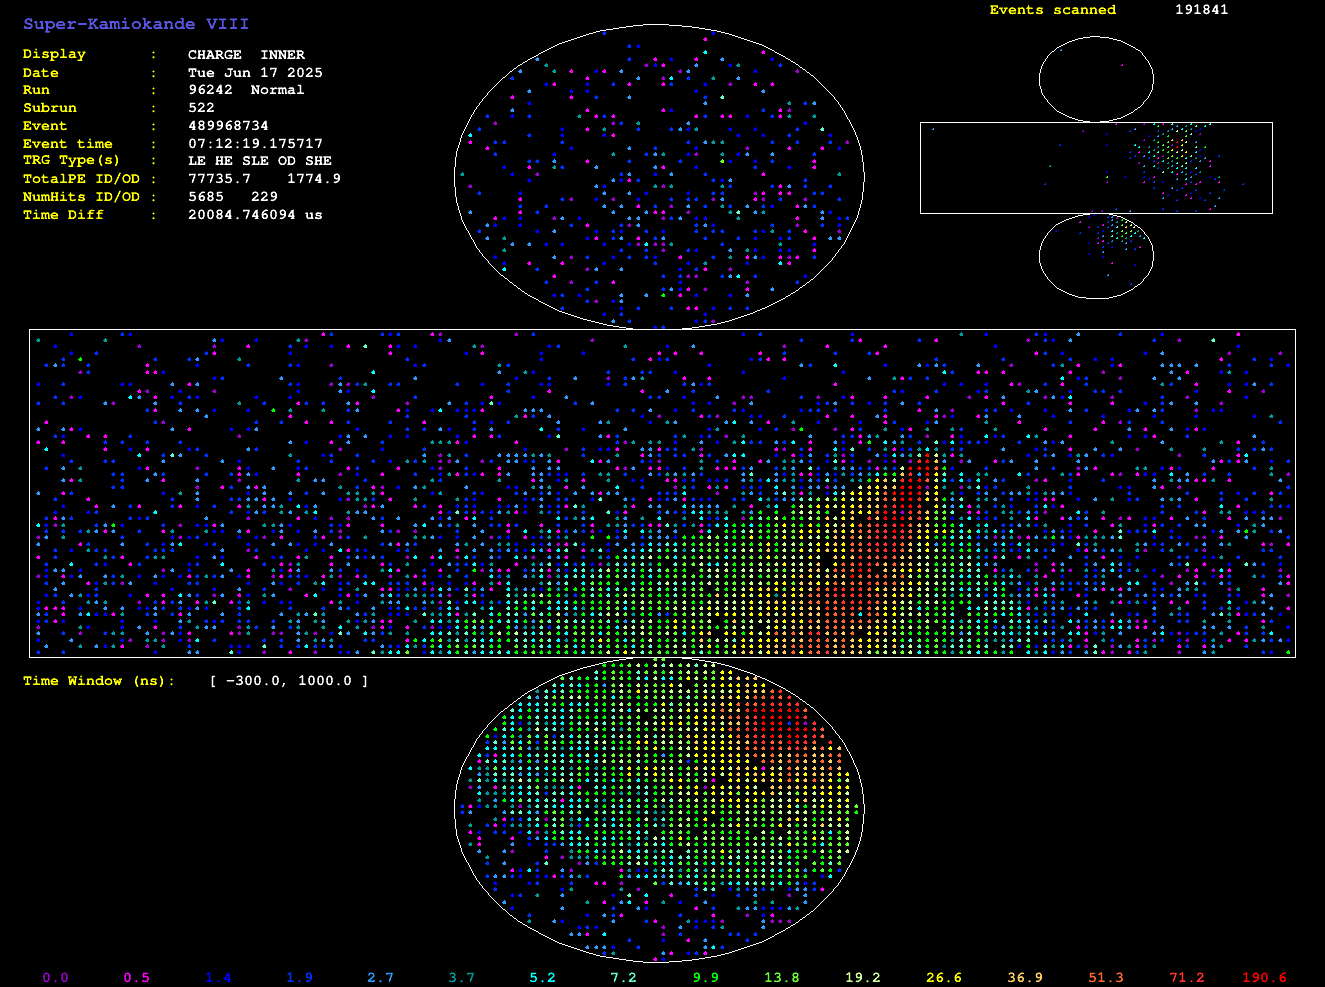 Super-Kamiokande VIII
Display : CHARGE INNER
Date : Tue Jun 17 2025
Run : 96242 Normal
Subrun : 522
Event : 489968734
Event time : 07:12:19.175717
TRG Type(s) : LE HE SLE OD SHE
TotalPE ID/OD : 77735.7 1774.9
NumHits ID/OD : 5685 229
Time Diff : 20084.746094 us
Events scanned 191841
Time Window (ns): [ -300.0, 1000.0 ]
0.0 0.5 1.4 1.9 2.7 3.7 5.2 7.2 9.9 13.8 19.2 26.6 36.9 51.3 71.2 190.6